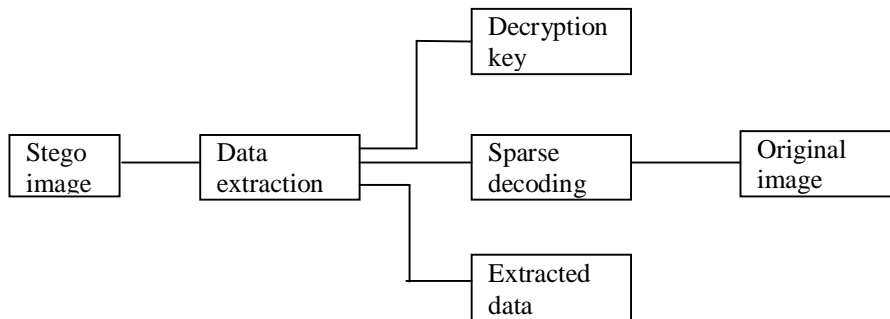 Decryption
key
Stego
image
Data
extraction
Sparse
decoding
Original
image
Extracted
data